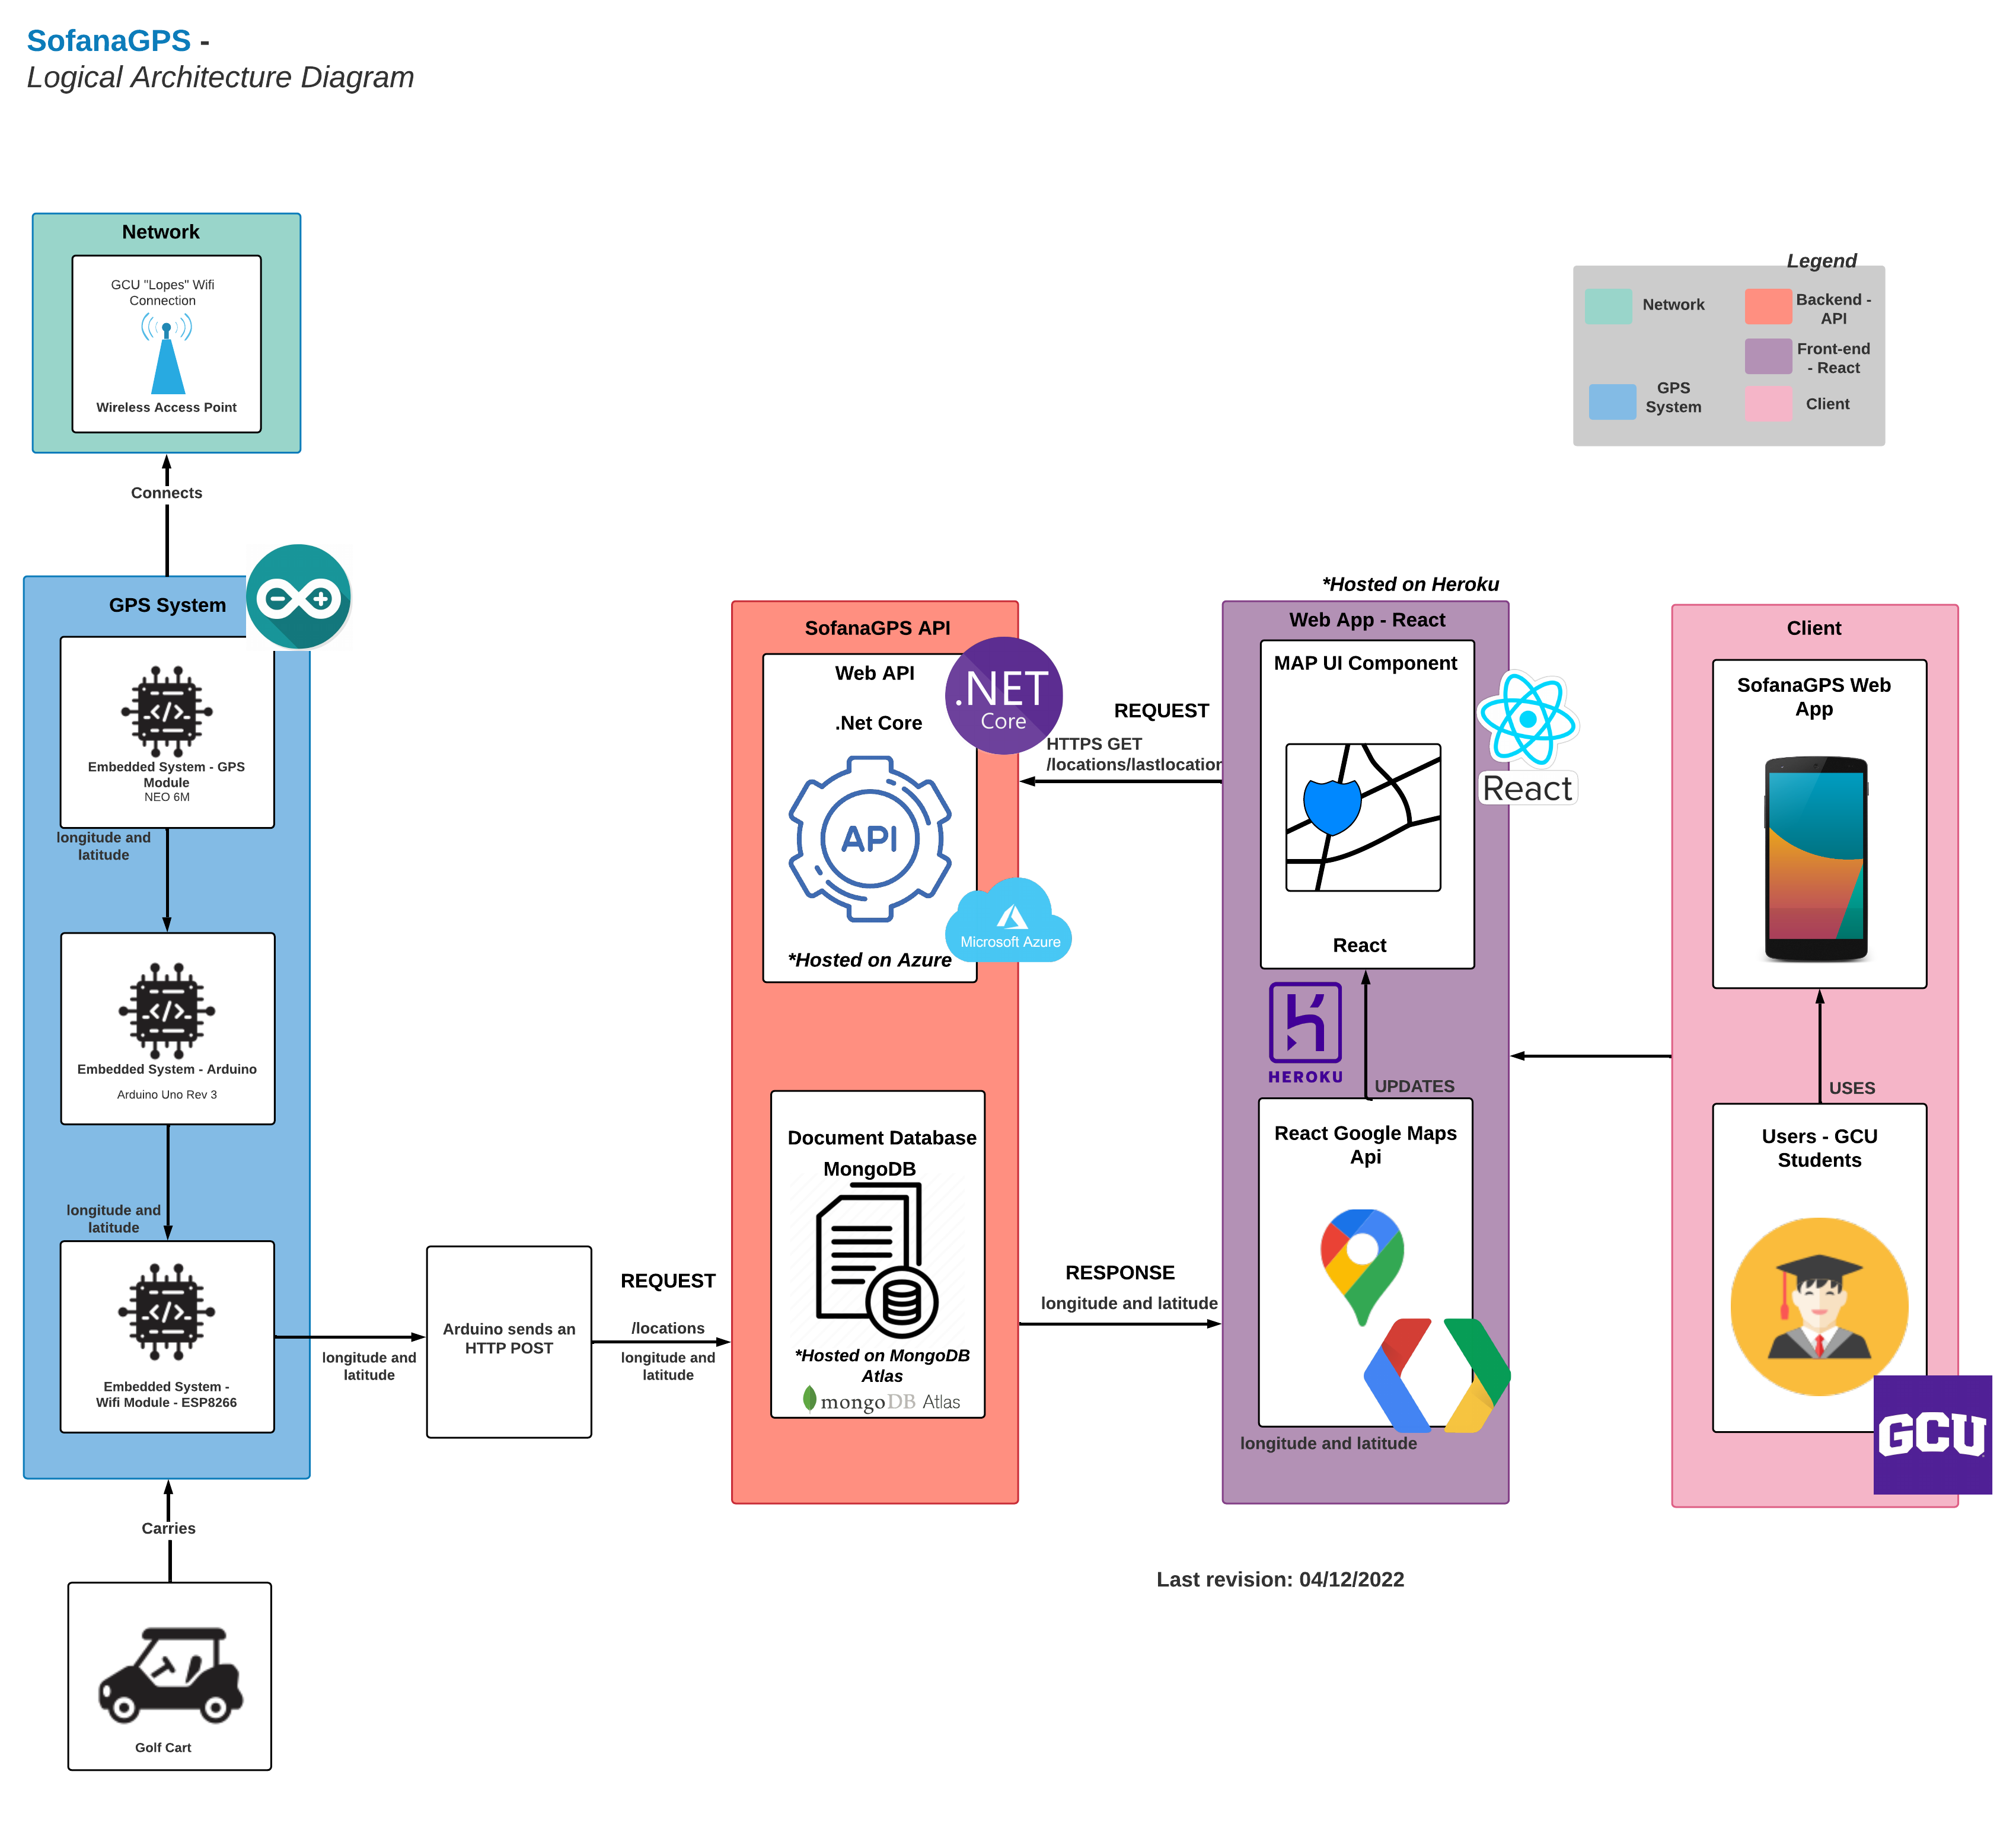 SofanaGPS -
Logical Architecture Diagram
Network
GCU "Lopes" Wifi
Connection
Wireless Access Point
Connects
Legend
Network
Backend -
API
Front-end
- React
GPS
System
Client
GPS System
Embedded System - GPS
Module
NEO 6M
longitude and
latitude
Embedded System - Arduino
Arduino Uno Rev 3
longitude and
latitude
Embedded System -
Wifi Module - ESP8266
longitude and
latitude
Carries
Golf Cart
Arduino sends an
HTTP POST
REQUEST
/locations
longitude and
latitude
SofanaGPS API
Web API
.Net Core
.NET
Core
API
Microsoft Azure
*Hosted on Azure
Document Database
MongoDB
*Hosted on MongoDB
Atlas
mongoDB Atlas
REQUEST
HTTPS GET
/locations/lastlocation
RESPONSE
longitude and latitude
*Hosted on Heroku
Web App - React
MAP UI Component
React
React
HEROKU
UPDATES
React Google Maps
Api
longitude and latitude
Client
SofanaGPS Web
App
USES
Users - GCU
Students
GCU
Last revision: 04/12/2022